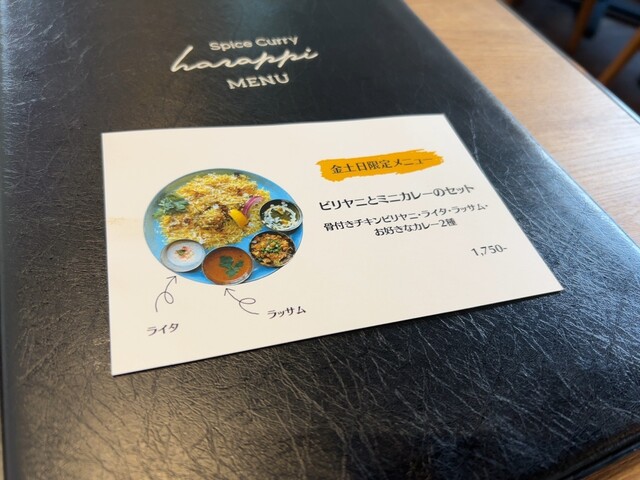 Spice Curry
harappi
MENU
金土日限定メニュー
ビリヤニとミニカレーのセット
骨付きチキンビリヤニ・ライタ・ラッサム・
お好きなカレー2種
1,750-
ライタ
ラッサム